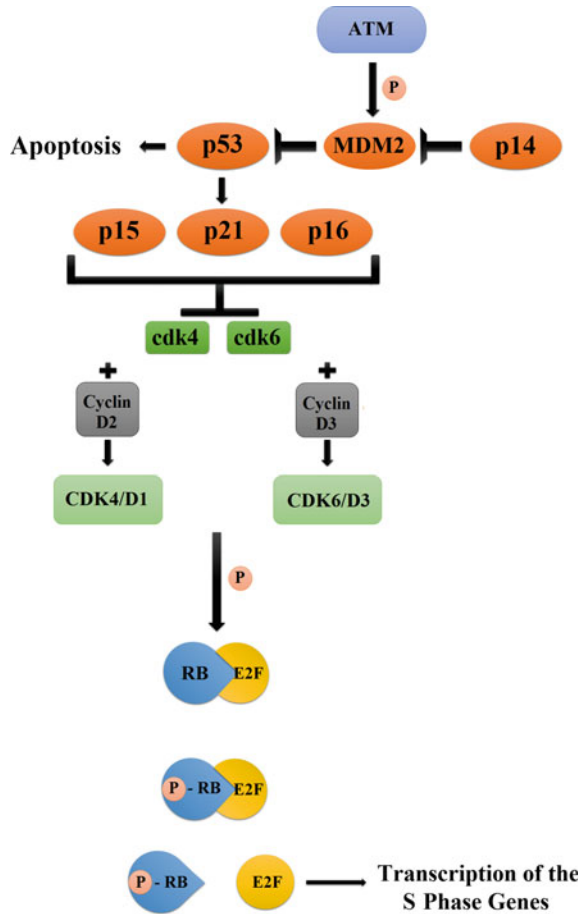 ATM
P
Apoptosis
p53
MDM2
p14
p15
p21
p16
cdk4
cdk6
+
+
Cyclin
D2
Cyclin
D3
CDK4/D1
CDK6/D3
P
RB
E2F
P - RB
E2F
P - RB
E2F
Transcription of the
S Phase Genes